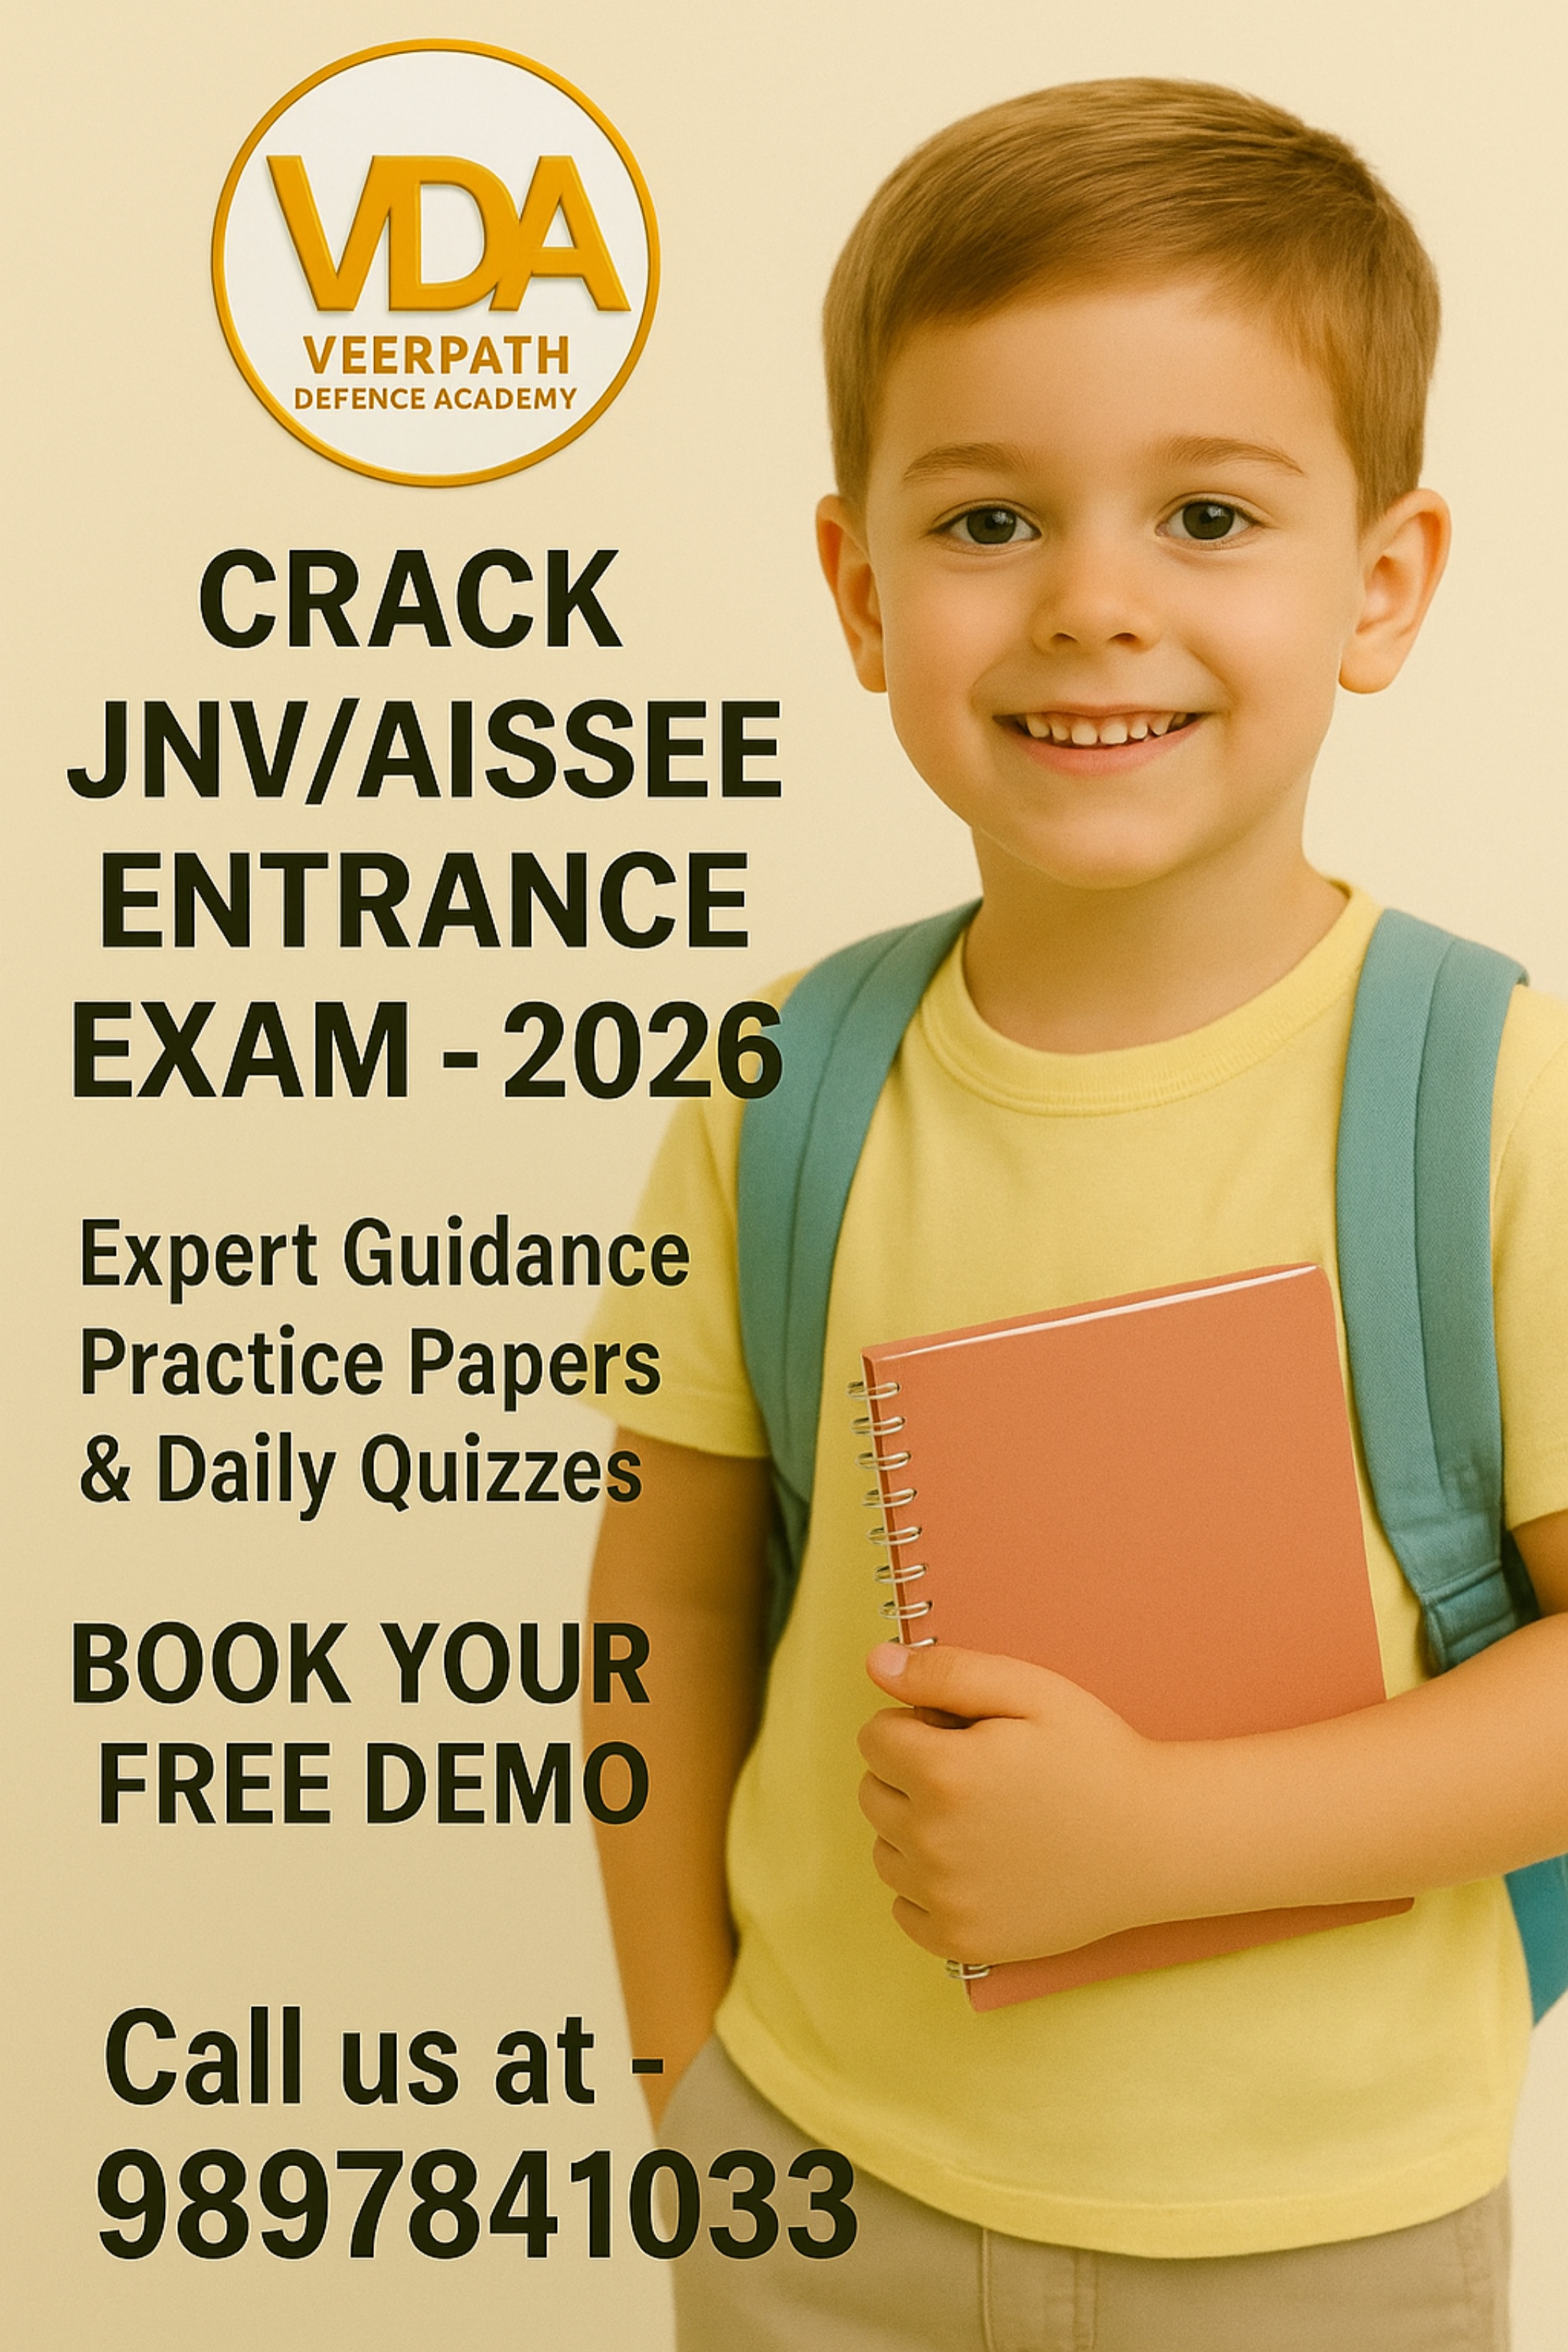 VDA
VEERPATH
DEFENCE ACADEMY
CRACK
JNV/AISSEE
ENTRANCE
EXAM - 2026
Expert Guidance
Practice Papers
& Daily Quizzes
BOOK YOUR
FREE DEMO
Call us at -
9897841033